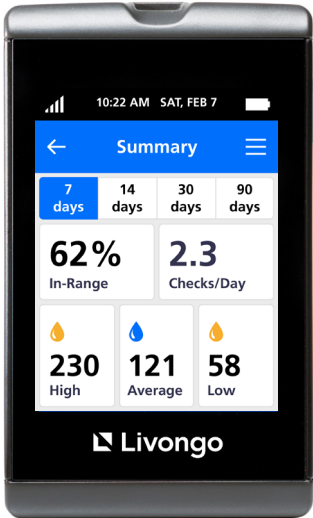 10:22 AM SAT, FEB 7
Summary
7 days
14 days
30 days
90 days
62%
In-Range
2.3
Checks/Day
230
High
121
Average
58
Low
Livongo